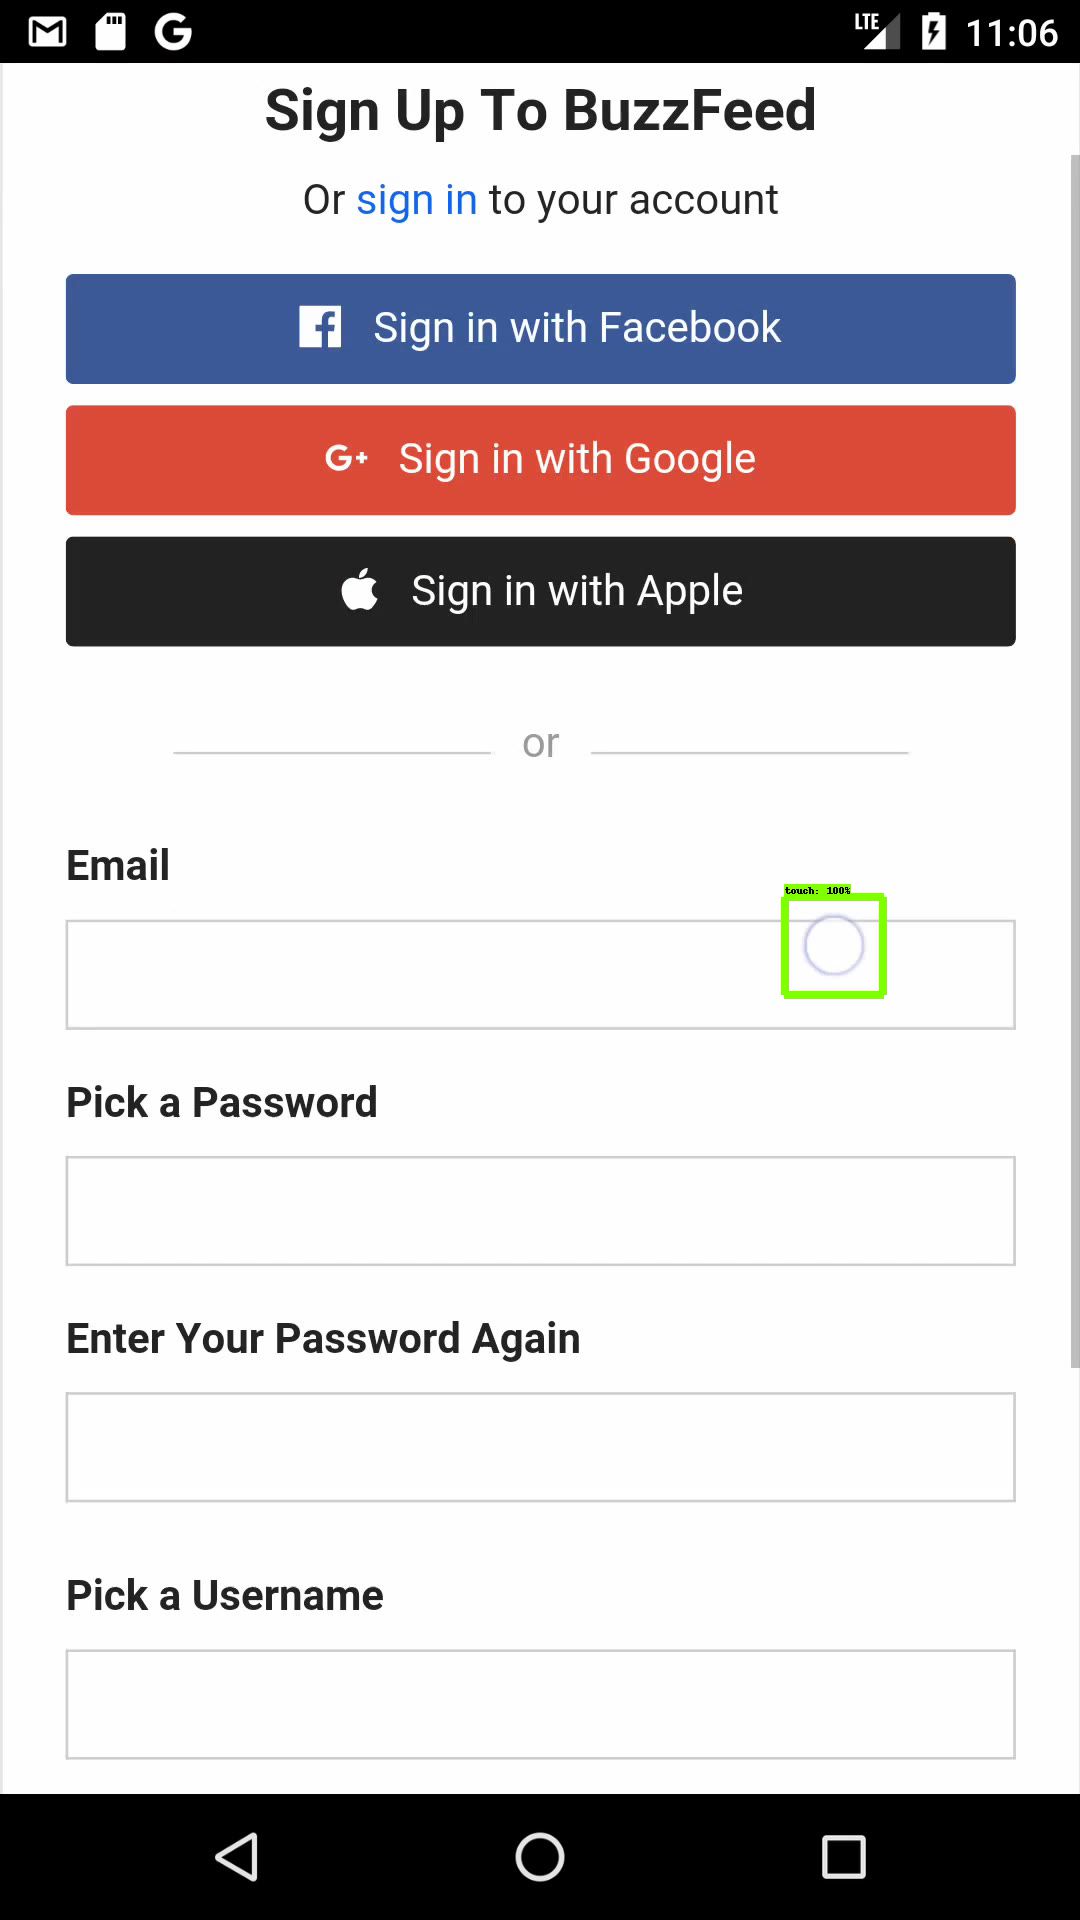 LTE 11:06
Sign Up To BuzzFeed
Or sign in to your account
Sign in with Facebook
G+ Sign in with Google
Sign in with Apple
or
Email
touch: 100%
Pick a Password
Enter Your Password Again
Pick a Username